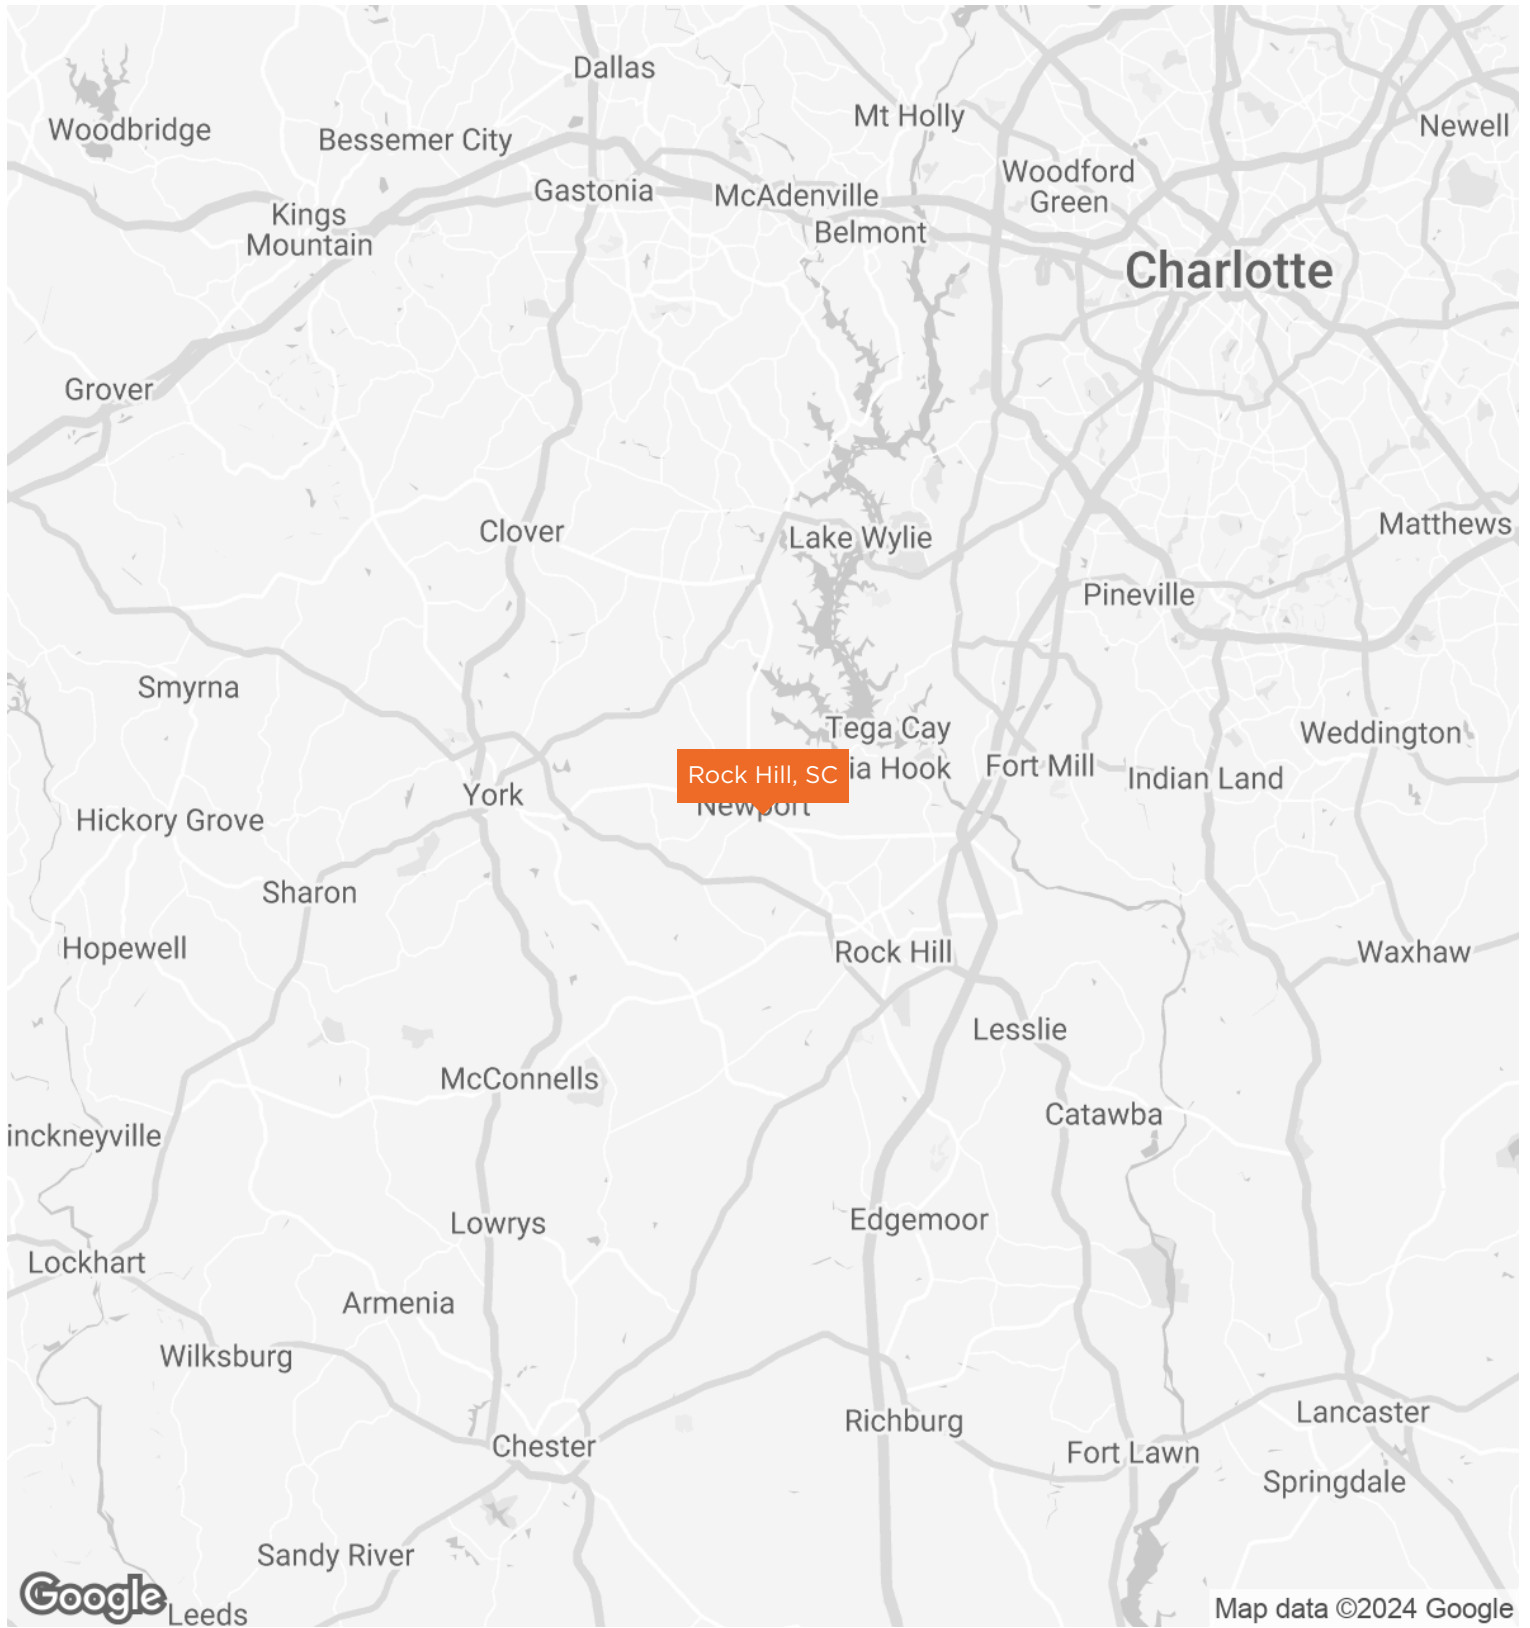 Dallas
Mt Holly
Newell
Woodbridge
Bessemer City
Woodford
Green
Gastonia
McAdenville
Kings
Mountain
Belmont
Charlotte
Grover
Clover
Lake Wylie
Matthews
Pineville
Smyrna
Tega Cay
Weddington
Rock Hill, SC
ia Hook
Fort Mill
Indian Land
York
Newport
Hickory Grove
Sharon
Hopewell
Rock Hill
Waxhaw
Lesslie
McConnells
Catawba
inckneyville
Lowrys
Edgemoor
Lockhart
Armenia
Wilksburg
Richburg
Lancaster
Chester
Fort Lawn
Springdale
Sandy River
Google
Leeds
Map data ©2024 Google